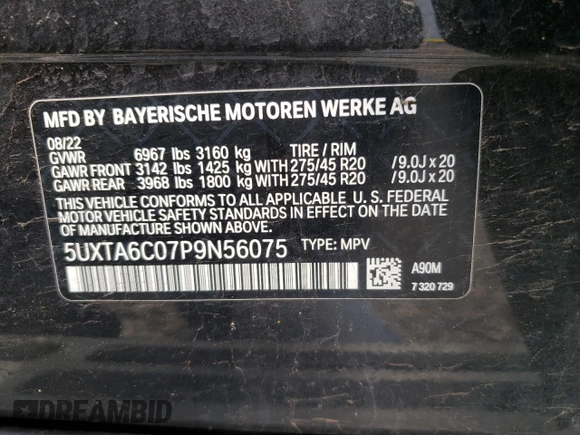 MFD BY BAYERISCHE MOTOREN WERKE AG
08/22
GVWR 6967 lbs 3160 kg TIRE / RIM
GAWR FRONT 3142 lbs 1425 kg WITH 275/45 R20 / 9.0J x 20
GAWR REAR 3968 lbs 1800 kg WITH 275/45 R20 / 9.0J x 20
THIS VEHICLE CONFORMS TO ALL APPLICABLE U. S. FEDERAL
MOTOR VEHICLE SAFETY STANDARDS IN EFFECT ON THE DATE
OF MANUFACTURE SHOWN ABOVE.
5UXTA6C07P9N56075 TYPE: MPV
A90M
7 320 729
DREAMBID